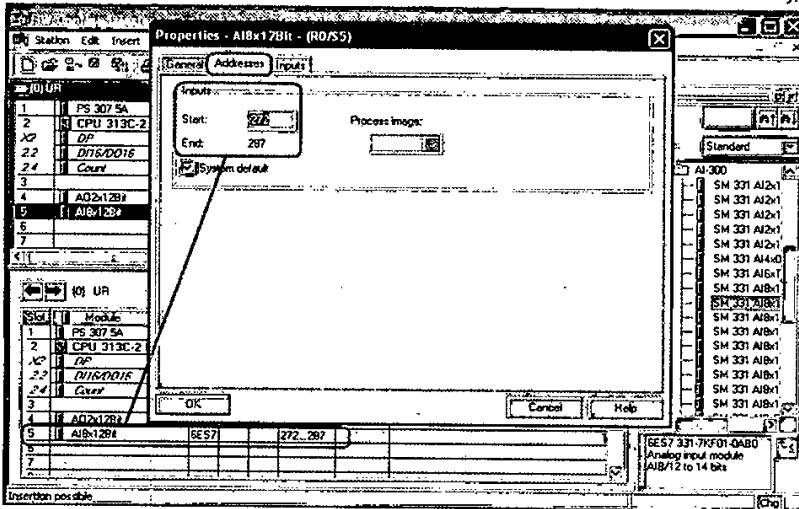 Station Edit Insert
Properties - AI8x12Bit - (R0/S5)
General Addresses Inputs
Inputs
Start:
End: 287
Process image:
System default
OK
Cancel
Help
(0) UR
1 PS 307 5A
2 CPU 313C-2
X2 DP
2.2 DI16/DO16
2.4 Count
3
4 AO2x12Bit
5 AI8x12Bit
6
7
(0) UR
Slot Module
1 PS 307 5A
2 CPU 313C-2
X2 DP
2.2 DI16/DO16
2.4 Count
3
4 AO2x12Bit
5 AI8x12Bit 6ES7 272...287
6
7
Insertion possible
Standard
AI-300
SM 331 AI2x1
SM 331 AI2x1
SM 331 AI2x1
SM 331 AI2x1
SM 331 AI2x1
SM 331 AI4x0
SM 331 AI6xT
SM 331 AI8x1
SM 331 AI8x1
SM 331 AI8x1
SM 331 AI8x1
SM 331 AI8x1
SM 331 AI8x1
SM 331 AI8x1
SM 331 AI8x1
6ES7 331-7KF01-0AB0
Analog input module
AI8/12 to 14 bits
Chg